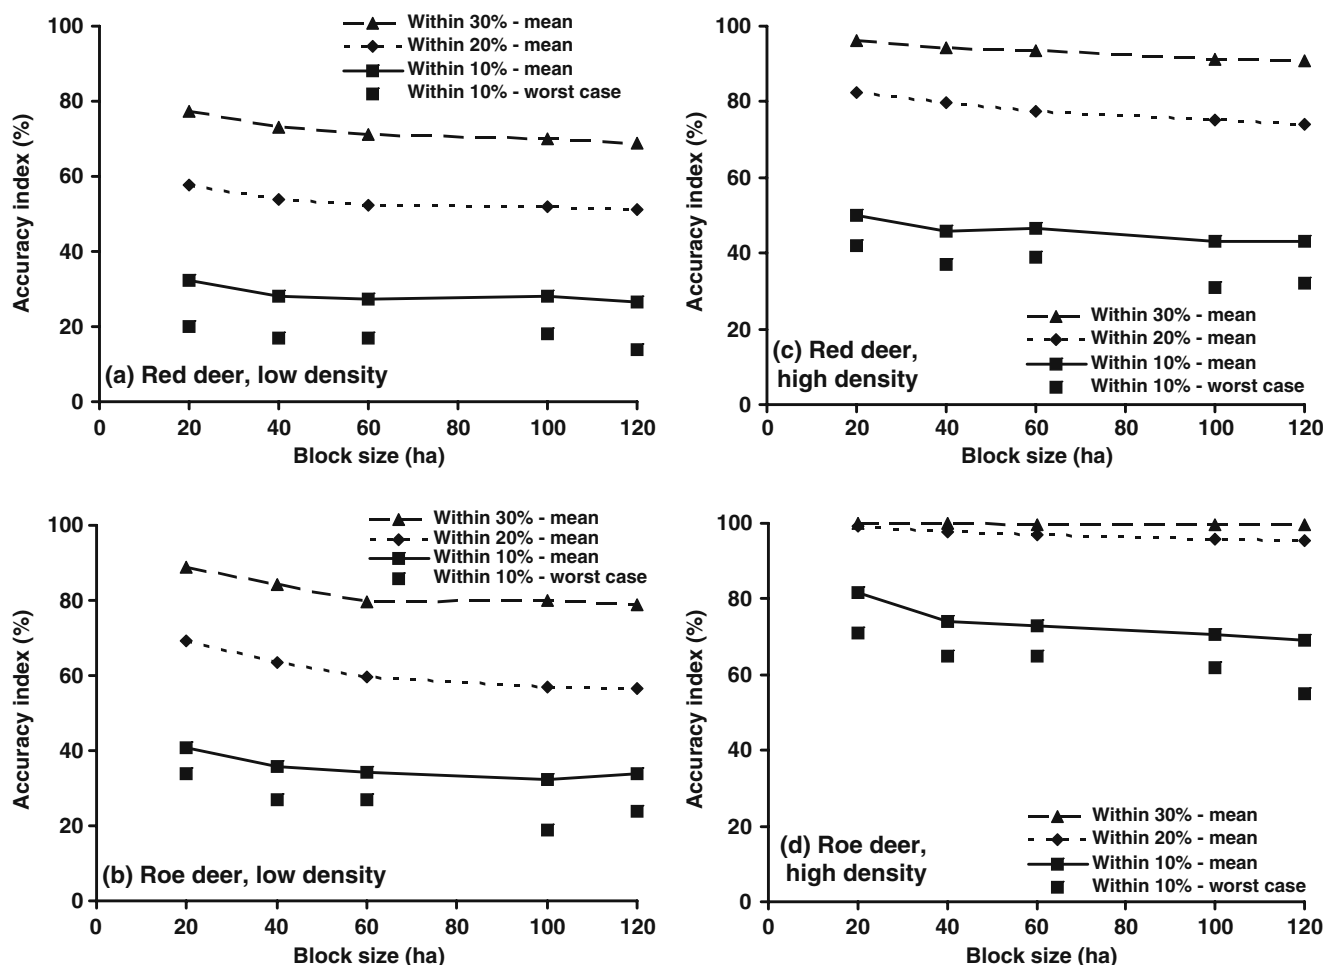 Within 30% - mean
Within 20% - mean
Within 10% - mean
Within 10% - worst case
100
80
60
40
20
0
Accuracy index (%)
(a) Red deer, low density
0 20 40 60 80 100 120
Block size (ha)
100
80
60
40
20
0
Accuracy index (%)
Within 30% - mean
Within 20% - mean
Within 10% - mean
Within 10% - worst case
(c) Red deer,
high density
0 20 40 60 80 100 120
Block size (ha)
Within 30% - mean
Within 20% - mean
Within 10% - mean
Within 10% - worst case
100
80
60
40
20
0
Accuracy index (%)
(b) Roe deer, low density
0 20 40 60 80 100 120
Block size (ha)
100
80
60
40
20
0
Accuracy index (%)
Within 30% - mean
Within 20% - mean
Within 10% - mean
Within 10% - worst case
(d) Roe deer,
high density
0 20 40 60 80 100 120
Block size (ha)